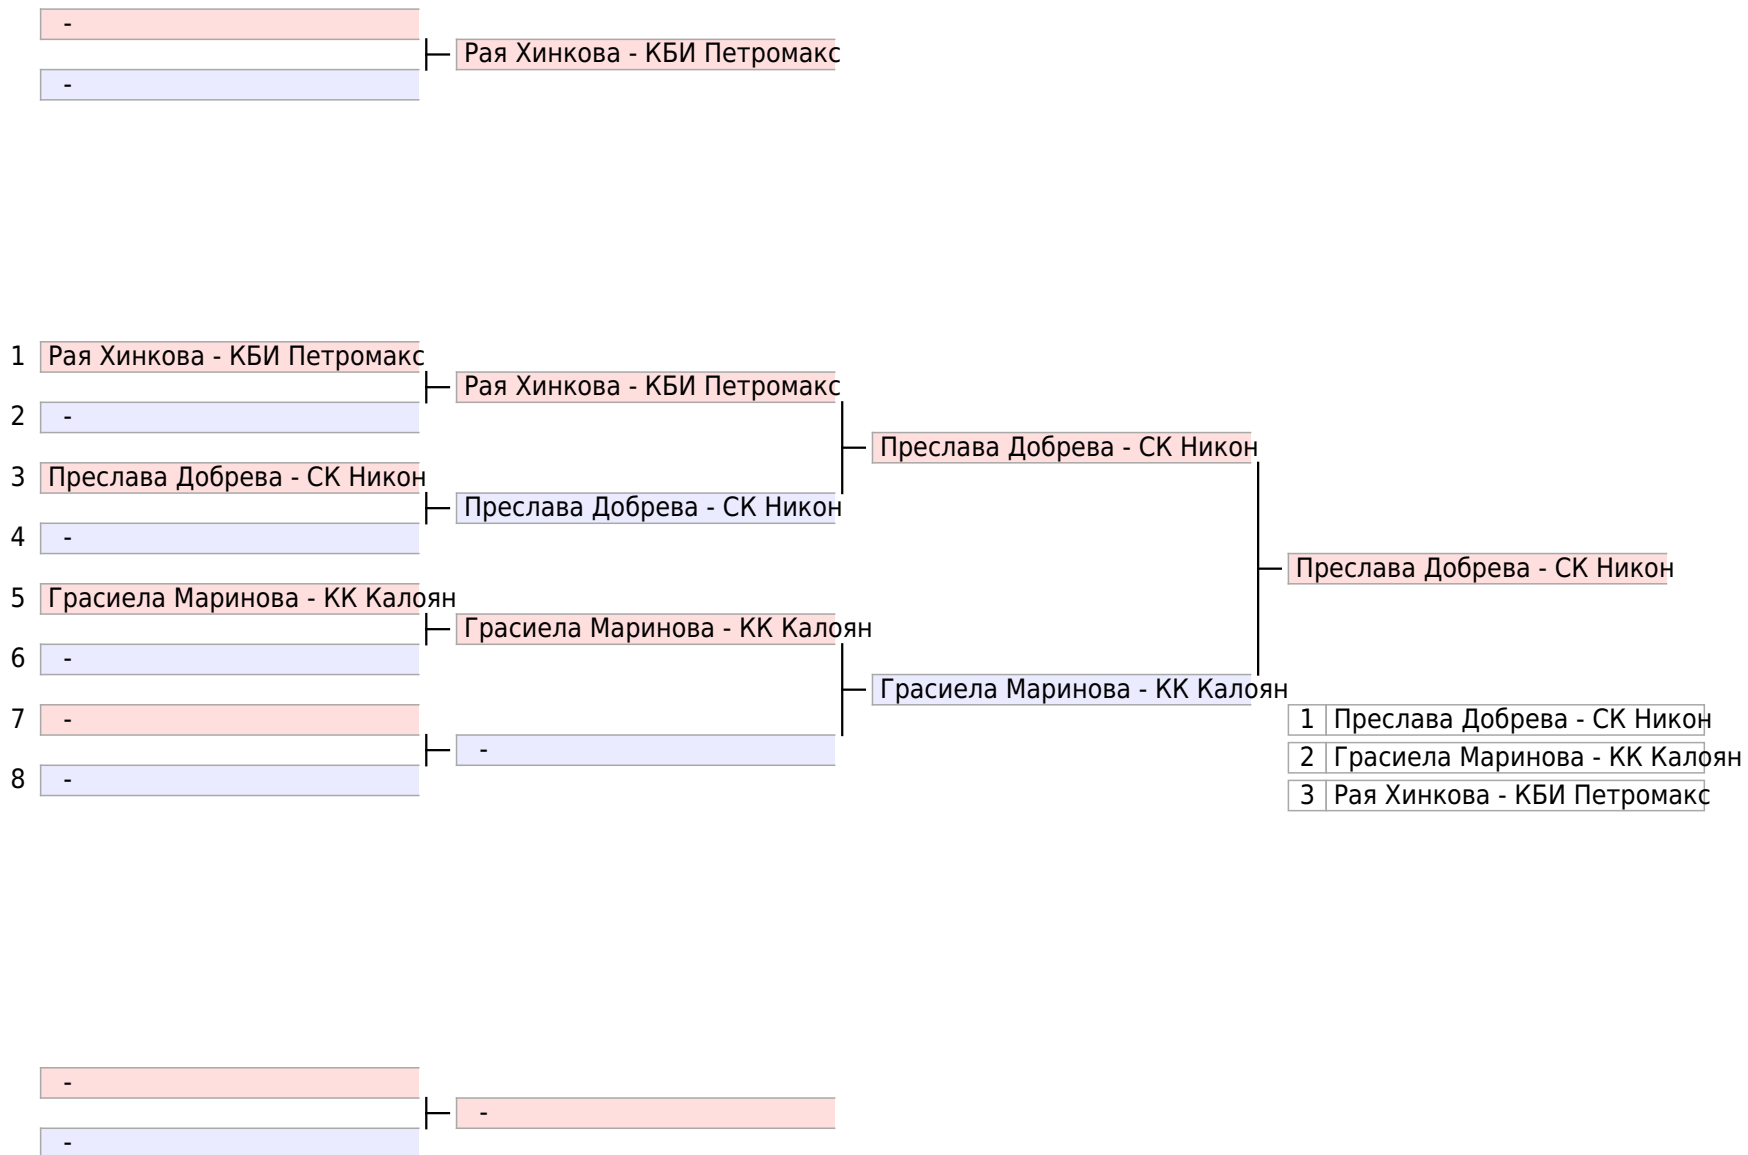 -
Рая Хинкова - КБИ Петромакс
-
1 Рая Хинкова - КБИ Петромакс
Рая Хинкова - КБИ Петромакс
2 -
Преслава Добрева - СК Никон
3 Преслава Добрева - СК Никон
Преслава Добрева - СК Никон
4 -
Преслава Добрева - СК Никон
5 Грасиела Маринова - КК Калоян
Грасиела Маринова - КК Калоян
6 -
Грасиела Маринова - КК Калоян
7 -
1 Преслава Добрева - СК Никон
-
2 Грасиела Маринова - КК Калоян
8 -
3 Рая Хинкова - КБИ Петромакс
-
-
-